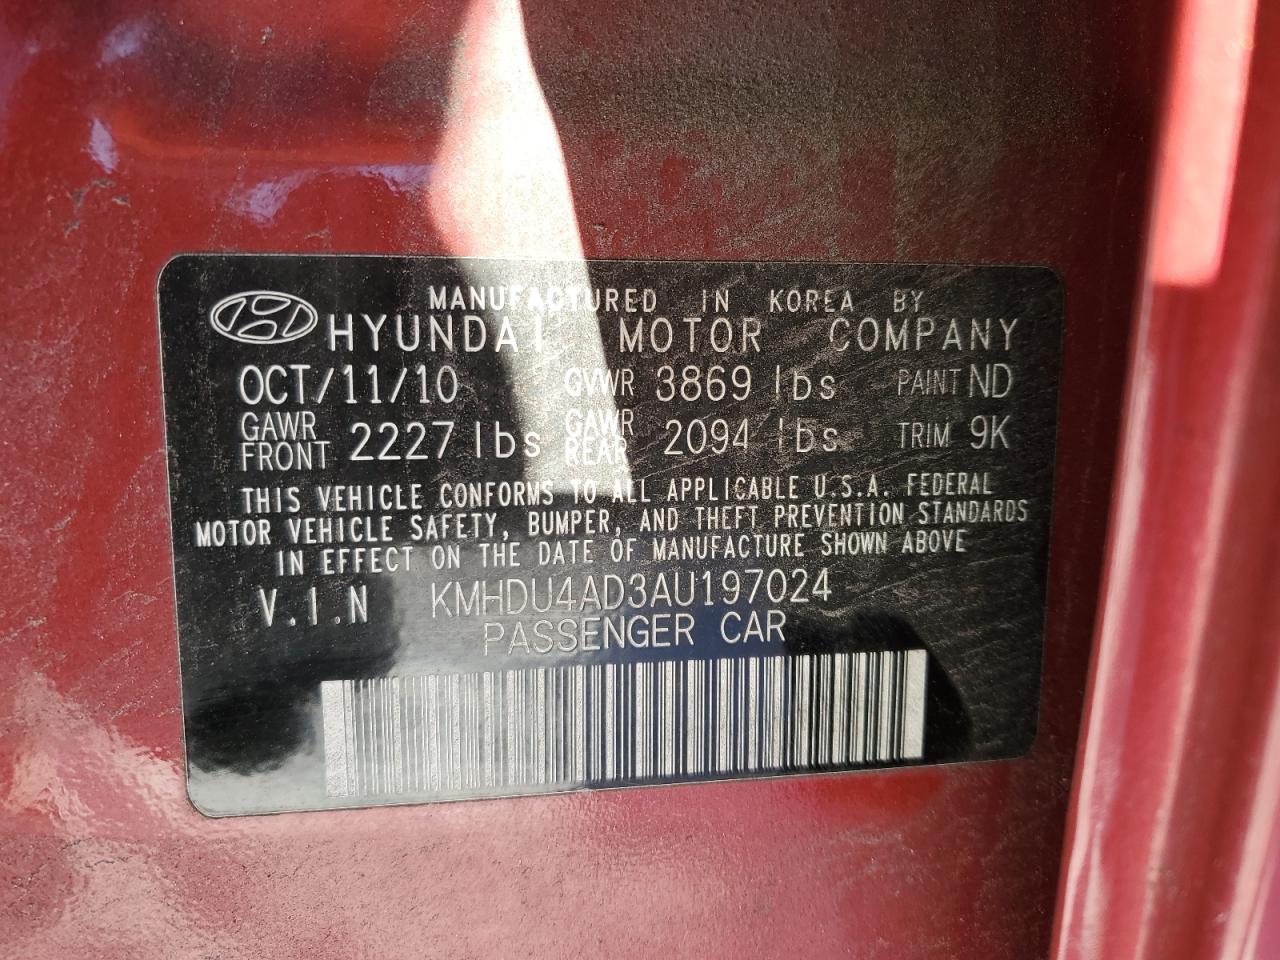 MANUFACTURED IN KOREA BY
HYUNDAI MOTOR COMPANY
OCT/11/10 GVWR 3869 lbs PAINT ND
GAWR FRONT 2227 lbs GAWR REAR 2094 lbs TRIM 9K
THIS VEHICLE CONFORMS TO ALL APPLICABLE U.S.A. FEDERAL
MOTOR VEHICLE SAFETY, BUMPER, AND THEFT PREVENTION STANDARDS
IN EFFECT ON THE DATE OF MANUFACTURE SHOWN ABOVE
V.I.N KMHDU4AD3AU197024
PASSENGER CAR